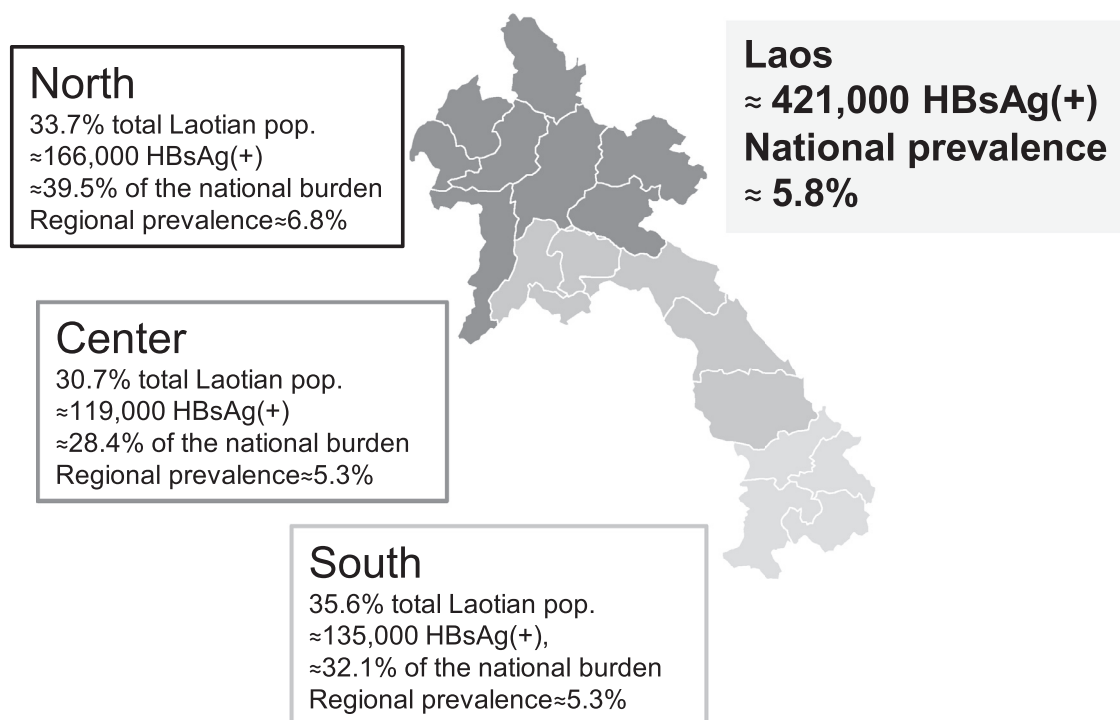 North
33.7% total Laotian pop.
≈166,000 HBsAg(+)
≈39.5% of the national burden
Regional prevalence≈6.8%
Laos
≈ 421,000 HBsAg(+)
National prevalence
≈ 5.8%
Center
30.7% total Laotian pop.
≈119,000 HBsAg(+)
≈28.4% of the national burden
Regional prevalence≈5.3%
South
35.6% total Laotian pop.
≈135,000 HBsAg(+),
≈32.1% of the national burden
Regional prevalence≈5.3%